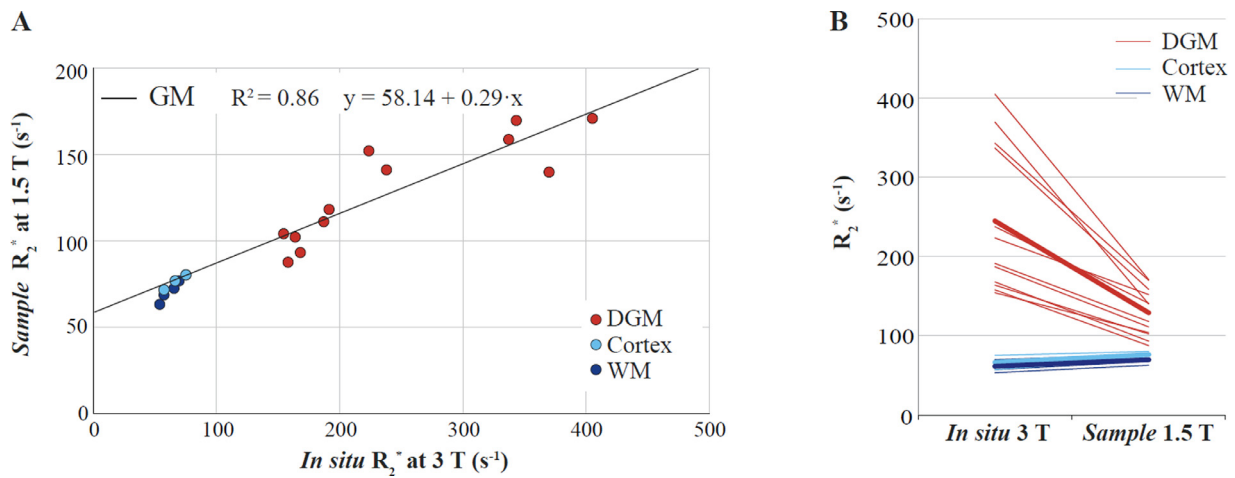 A
Sample R2* at 1.5 T (s-1)
200
150
100
50
0
GM R2 = 0.86 y = 58.14 + 0.29·x
DGM
Cortex
WM
0 100 200 300 400 500
In situ R2* at 3 T (s-1)
B
R2* (s-1)
500
400
300
200
100
0
DGM
Cortex
WM
In situ 3 T Sample 1.5 T